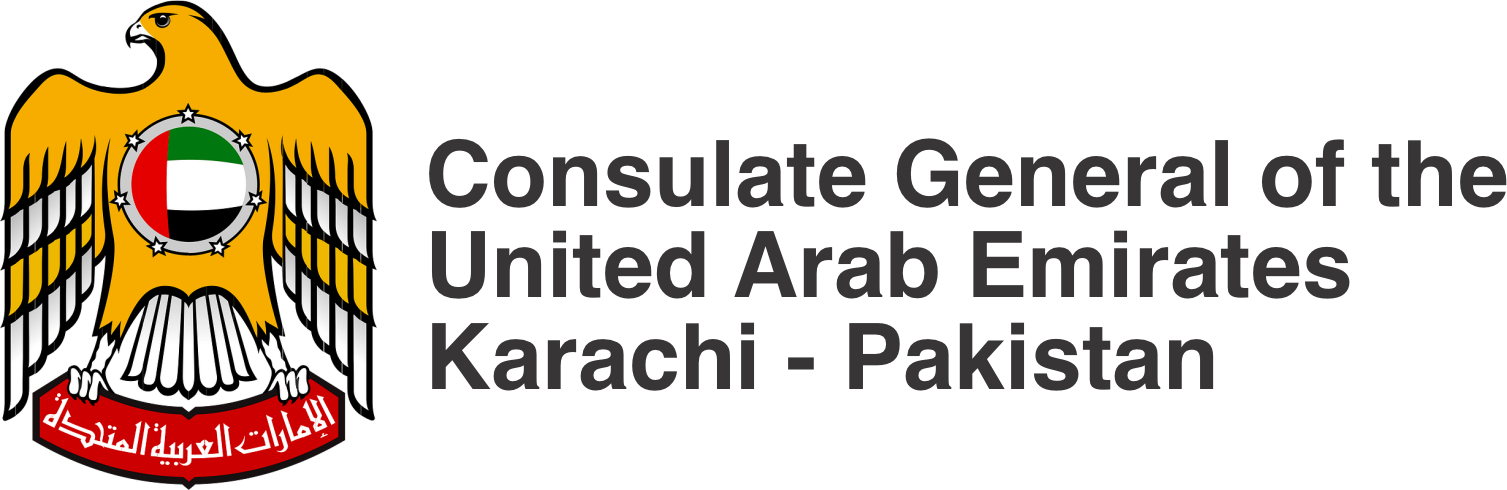 Consulate General of the
United Arab Emirates
Karachi - Pakistan
الإمارات العربية المتحدة